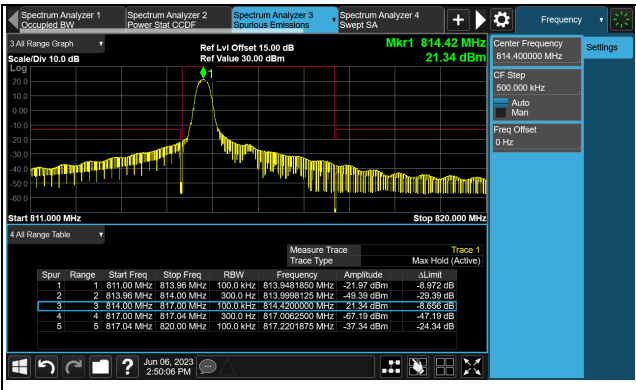 Spectrum Analyzer 1
Occupied BW
Spectrum Analyzer 2
Power Stat CCDF
Spectrum Analyzer 3
Spurious Emissions
Spectrum Analyzer 4
Swept SA
Frequency
3 All Range Graph
Scale/Div 10.0 dB
Ref Lvl Offset 15.00 dB
Ref Value 30.00 dBm
Mkr1 814.42 MHz
21.34 dBm
Log
20.0
10.0
0.00
-10.0
-20.0
-30.0
-40.0
-50.0
-60.0
1
Start 811.000 MHz
Stop 820.000 MHz
Center Frequency
814.400000 MHz
Settings
CF Step
500.000 kHz
Auto
Man
Freq Offset
0 Hz
4 All Range Table
Measure Trace Trace 1
Trace Type Max Hold (Active)
Spur Range Start Freq Stop Freq RBW Frequency Amplitude ΔLimit
1 1 811.00 MHz 813.96 MHz 100.0 kHz 813.9481850 MHz -21.97 dBm -8.972 dB
2 2 813.96 MHz 814.00 MHz 300.0 Hz 813.9998125 MHz -49.39 dBm -29.39 dB
3 3 814.00 MHz 817.00 MHz 100.0 kHz 814.4200000 MHz 21.34 dBm -8.656 dB
4 4 817.00 MHz 817.04 MHz 300.0 Hz 817.0062500 MHz -67.19 dBm -47.19 dB
5 5 817.04 MHz 820.00 MHz 100.0 kHz 817.2201875 MHz -37.34 dBm -24.34 dB
Jun 06, 2023
2:50:06 PM